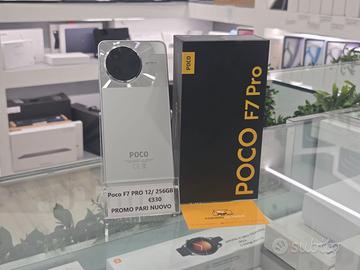 POCO
POCO F7 Pro
POCO
Poco F7 PRO 12/ 256GB
€330
PROMO PARI NUOVO
subito